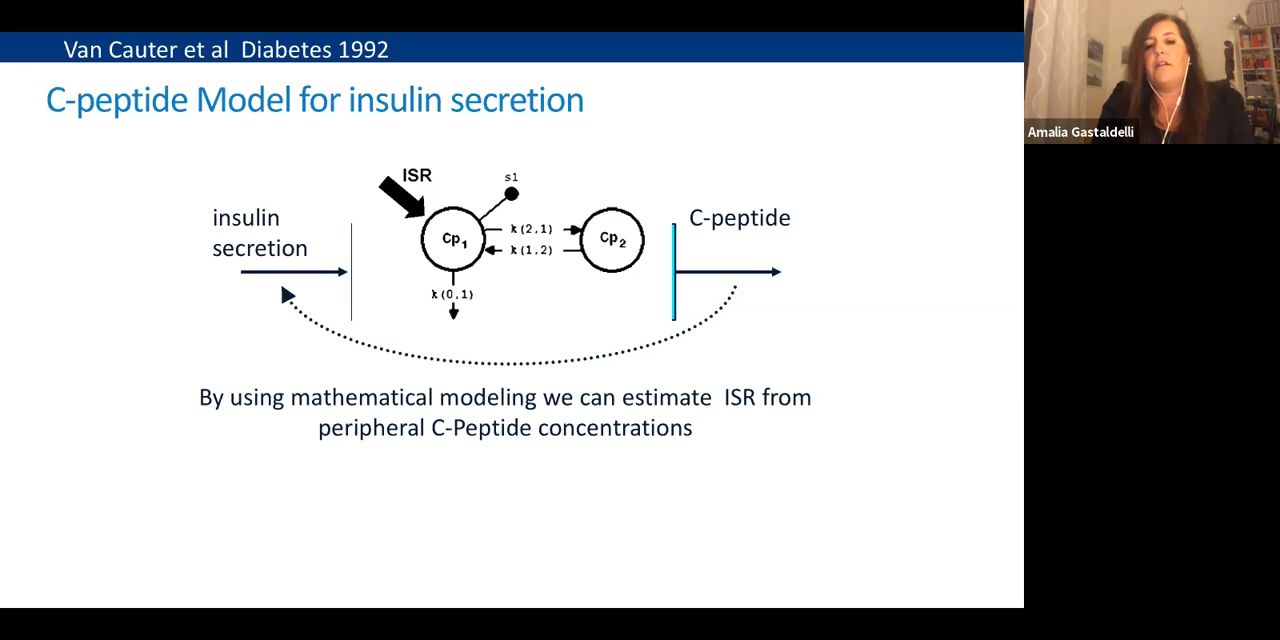 Van Cauter et al  Diabetes 1992
C-peptide Model for insulin secretion
ISR
s1
insulin
secretion
Cp1
k(2,1)
k(1,2)
Cp2
k(0,1)
C-peptide
By using mathematical modeling we can estimate  ISR from
peripheral C-Peptide concentrations
Amalia Gastaldelli